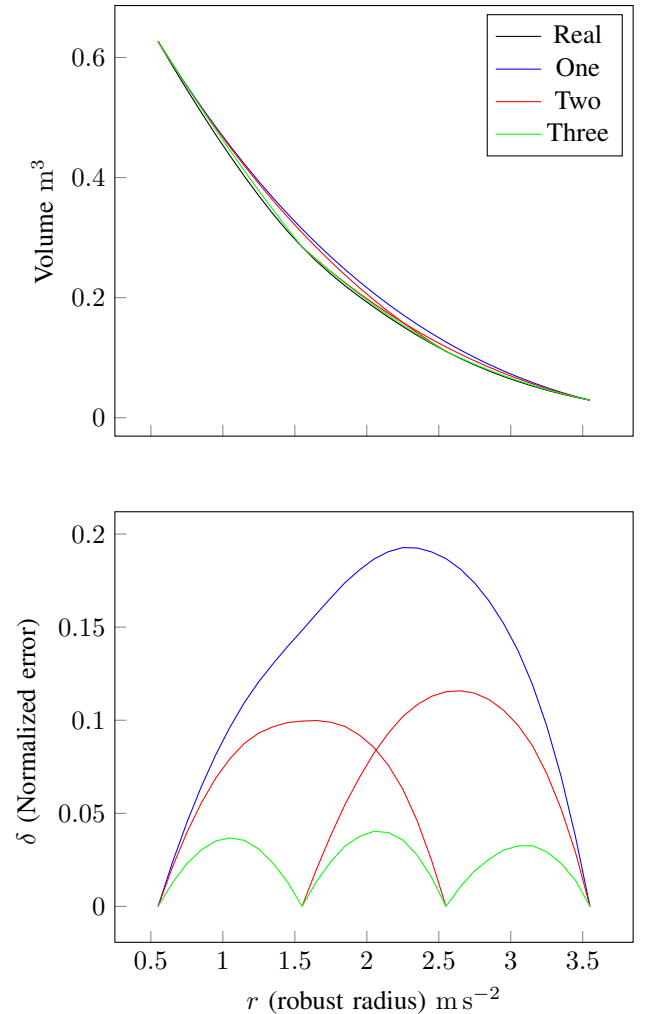 0.6
0.4
0.2
0
Volume m³
Real
One
Two
Three
0.2
0.15
0.1
0.05
0
δ (Normalized error)
0.5 1 1.5 2 2.5 3 3.5
r (robust radius) m s⁻²